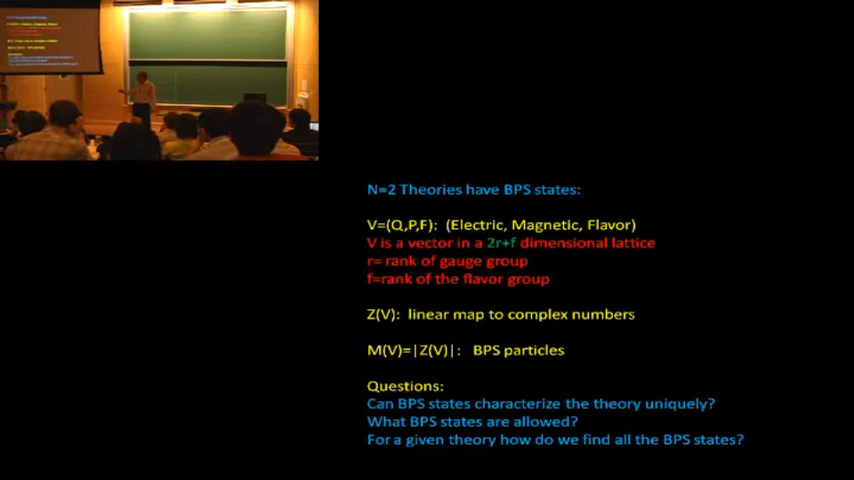 N=2 Theories have BPS states:
V=(Q,P,F): (Electric, Magnetic, Flavor)
V is a vector in a 2r+f dimensional lattice
r= rank of gauge group
f=rank of the flavor group
Z(V): linear map to complex numbers
M(V)=|Z(V)|: BPS particles
Questions:
Can BPS states characterize the theory uniquely?
What BPS states are allowed?
For a given theory how do we find all the BPS states?